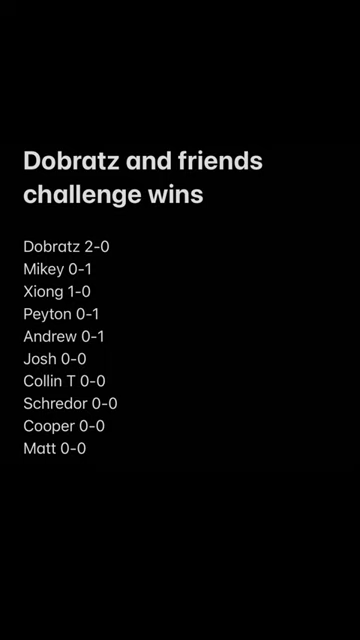 Dobratz and friends
challenge wins
Dobratz 2-0
Mikey 0-1
Xiong 1-0
Peyton 0-1
Andrew 0-1
Josh 0-0
Collin T 0-0
Schredor 0-0
Cooper 0-0
Matt 0-0